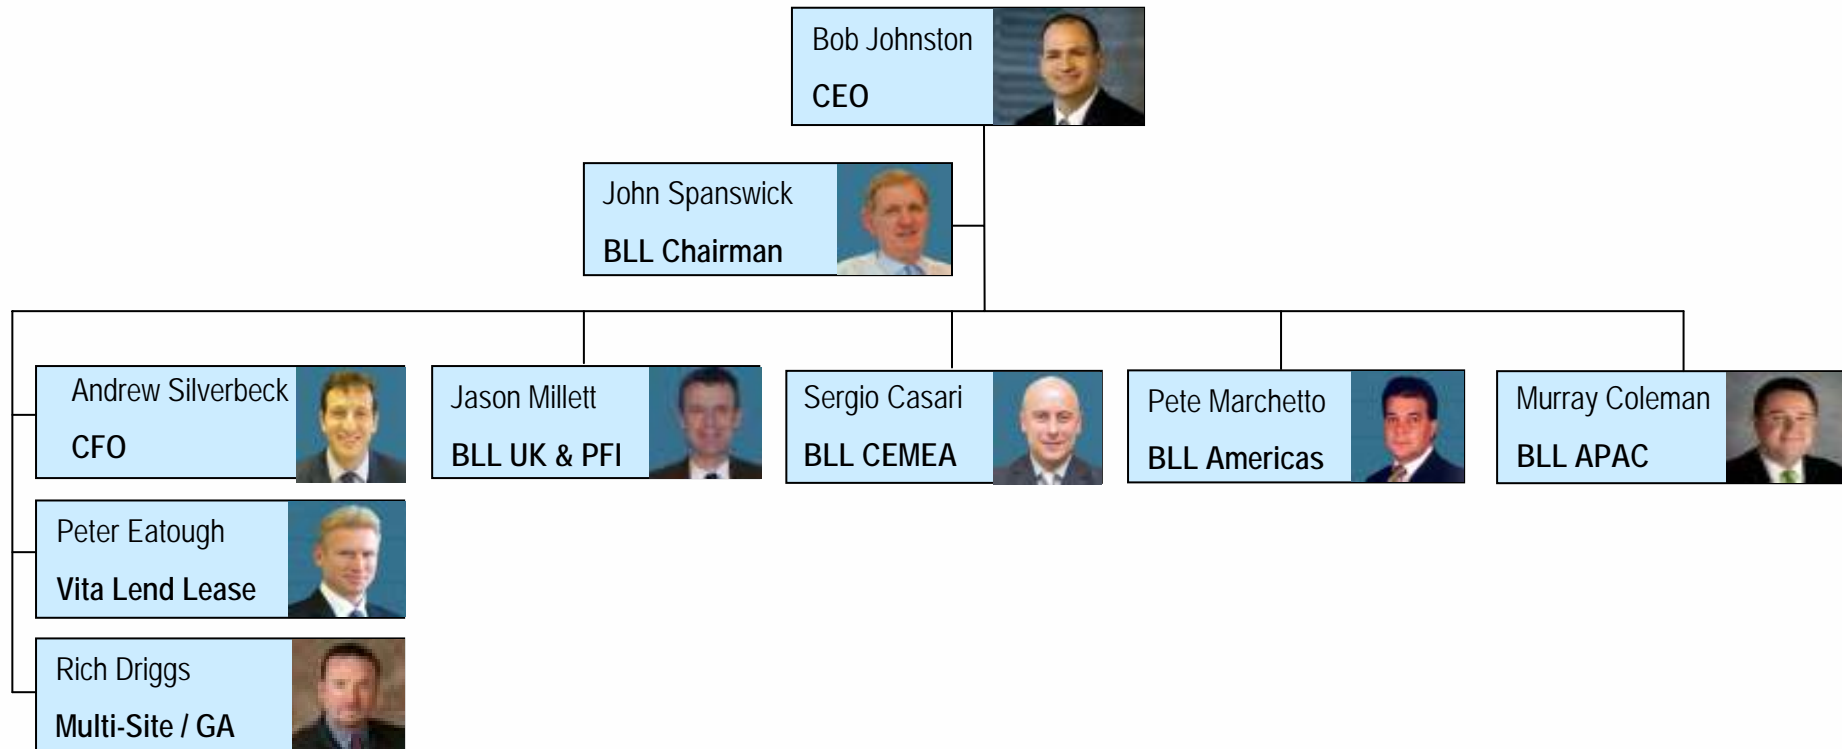 Bob Johnston
CEO
John Spanswick
BLL Chairman
Andrew Silverbeck
CFO
Jason Millett
BLL UK & PFI
Sergio Casari
BLL CEMEA
Pete Marchetto
BLL Americas
Murray Coleman
BLL APAC
Peter Eatough
Vita Lend Lease
Rich Driggs
Multi-Site / GA